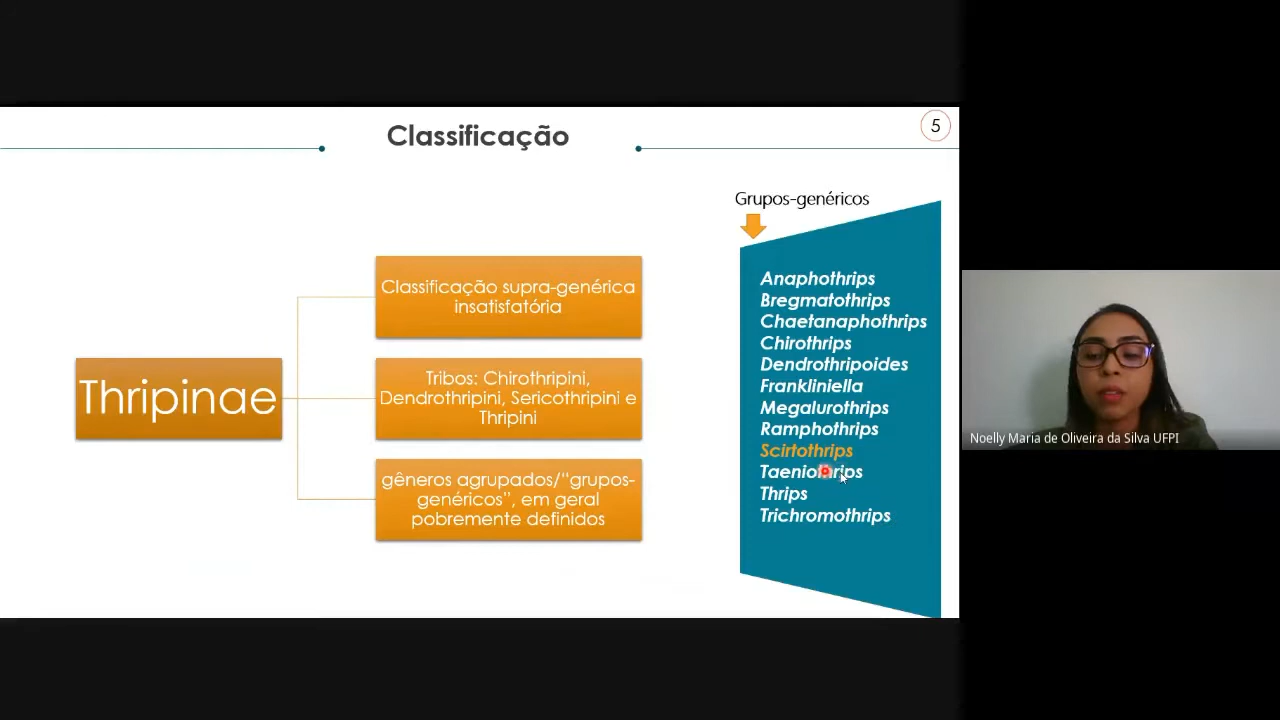 Classificação
5
Grupos-genéricos
Thripinae
Classificação supra-genérica
insatisfatória
Tribos: Chirothripini,
Dendrothripini, Sericothripini e
Thripini
gêneros agrupados/"grupos-
genéricos", em geral
pobremente definidos
Anaphothrips
Bregmatothrips
Chaetanaphothrips
Chirothrips
Dendrothripoides
Frankliniella
Megalurothrips
Ramphothrips
Scirtothrips
Taeniothrips
Thrips
Trichromothrips
Noelly Maria de Oliveira da Silva UFPI